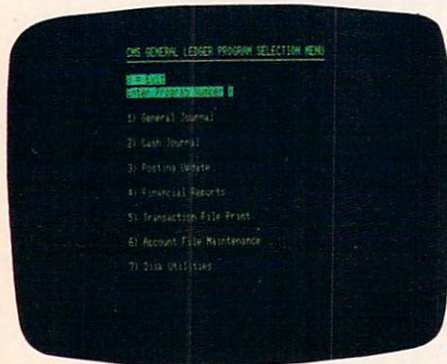 CMS GENERAL LEDGER PROGRAM SELECTION MENU
E = Exit
Enter Program Number
1) General Journal
2) Cash Journal
3) Posting Update
4) Financial Reports
5) Transaction File Print
6) Account File Maintenance
7) Disk Utilities